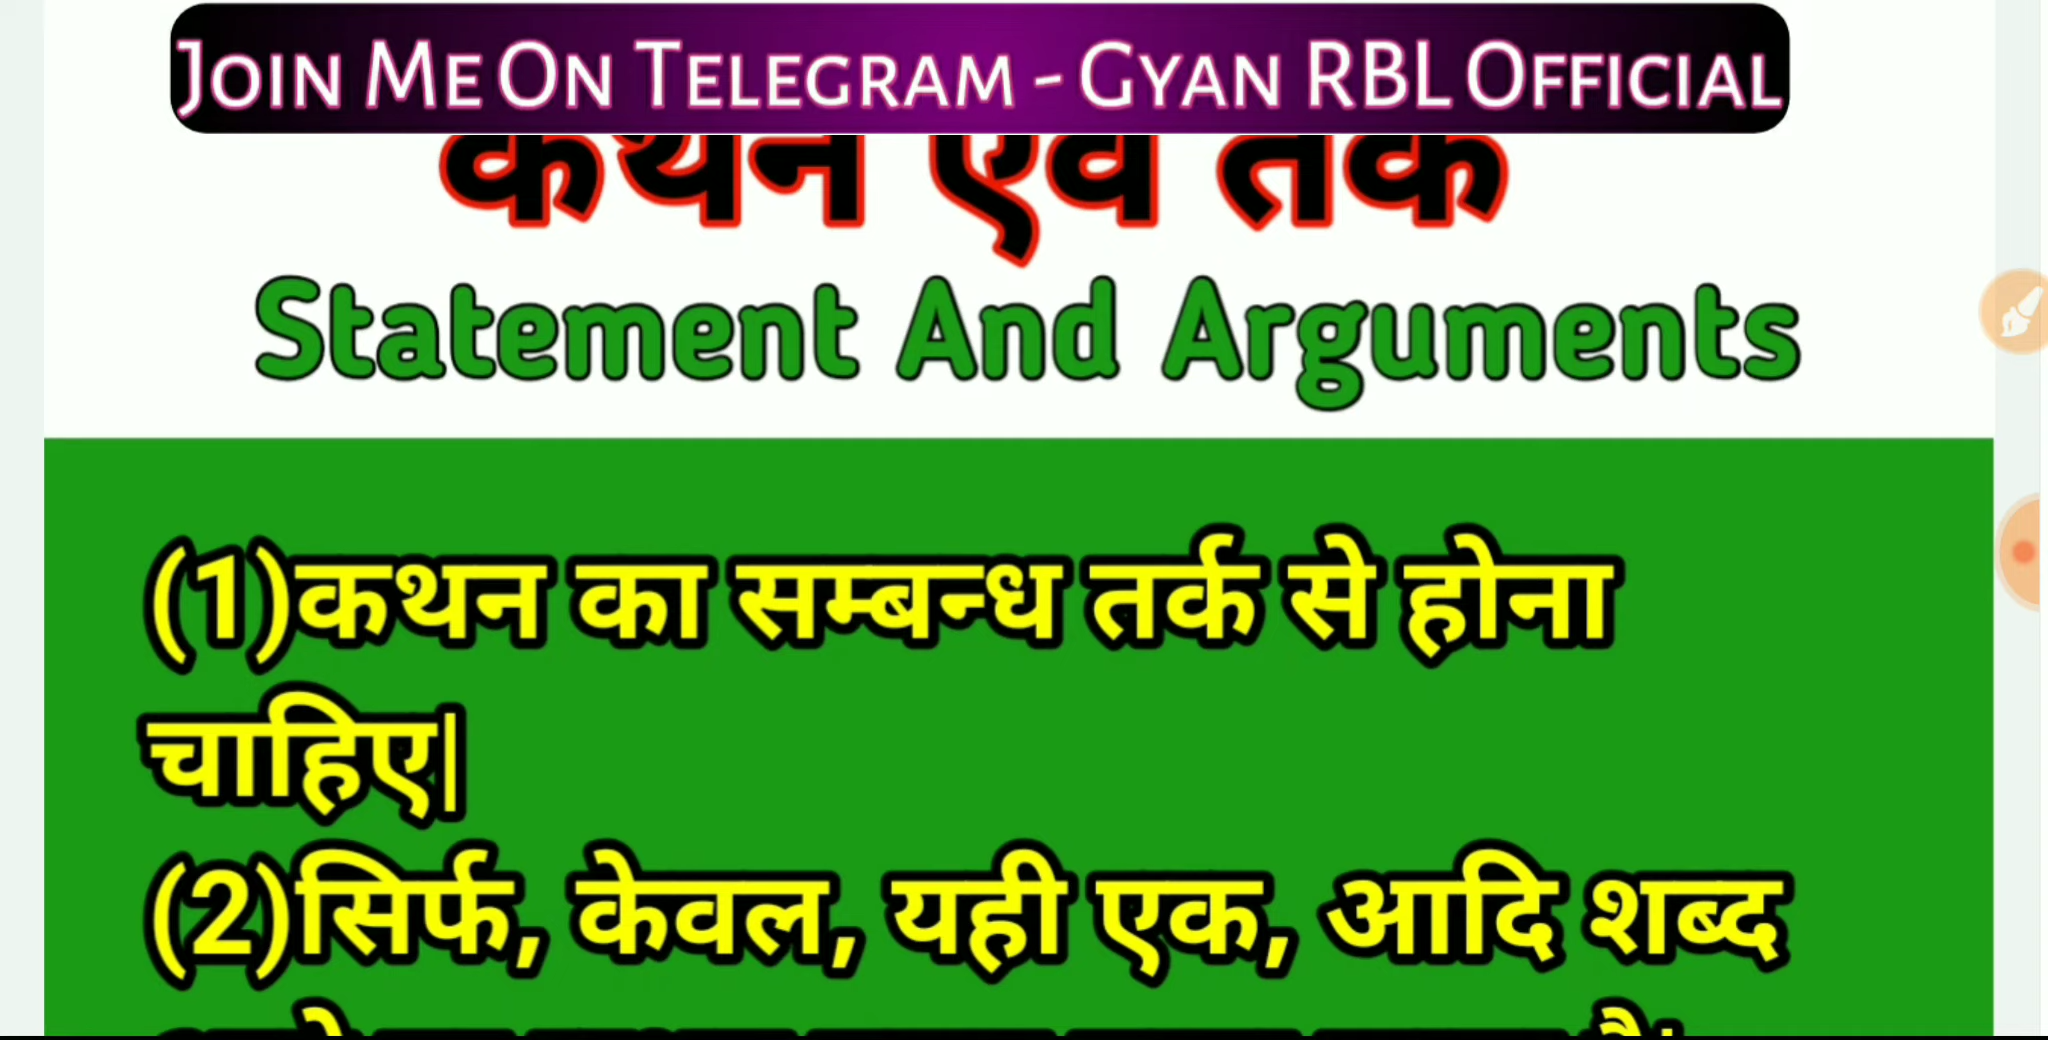 JOIN ME ON TELEGRAM - GYAN RBL OFFICIAL
कथन एवं तर्क
Statement And Arguments
(1)कथन का सम्बन्ध तर्क से होना
चाहिए|
(2)सिर्फ, केवल, यही एक, आदि शब्द